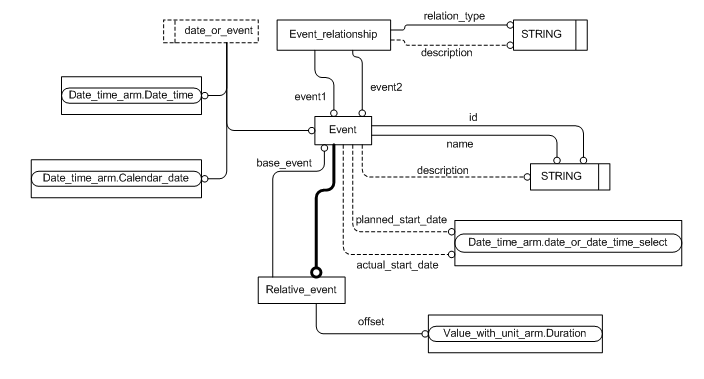 relation_type
date_or_event
Event_relationship
STRING
description
event1
event2
Date_time_arm.Date_time
id
Event
name
base_event
description
STRING
Date_time_arm.Calendar_date
planned_start_date
Date_time_arm.date_or_date_time_select
actual_start_date
Relative_event
offset
Value_with_unit_arm.Duration